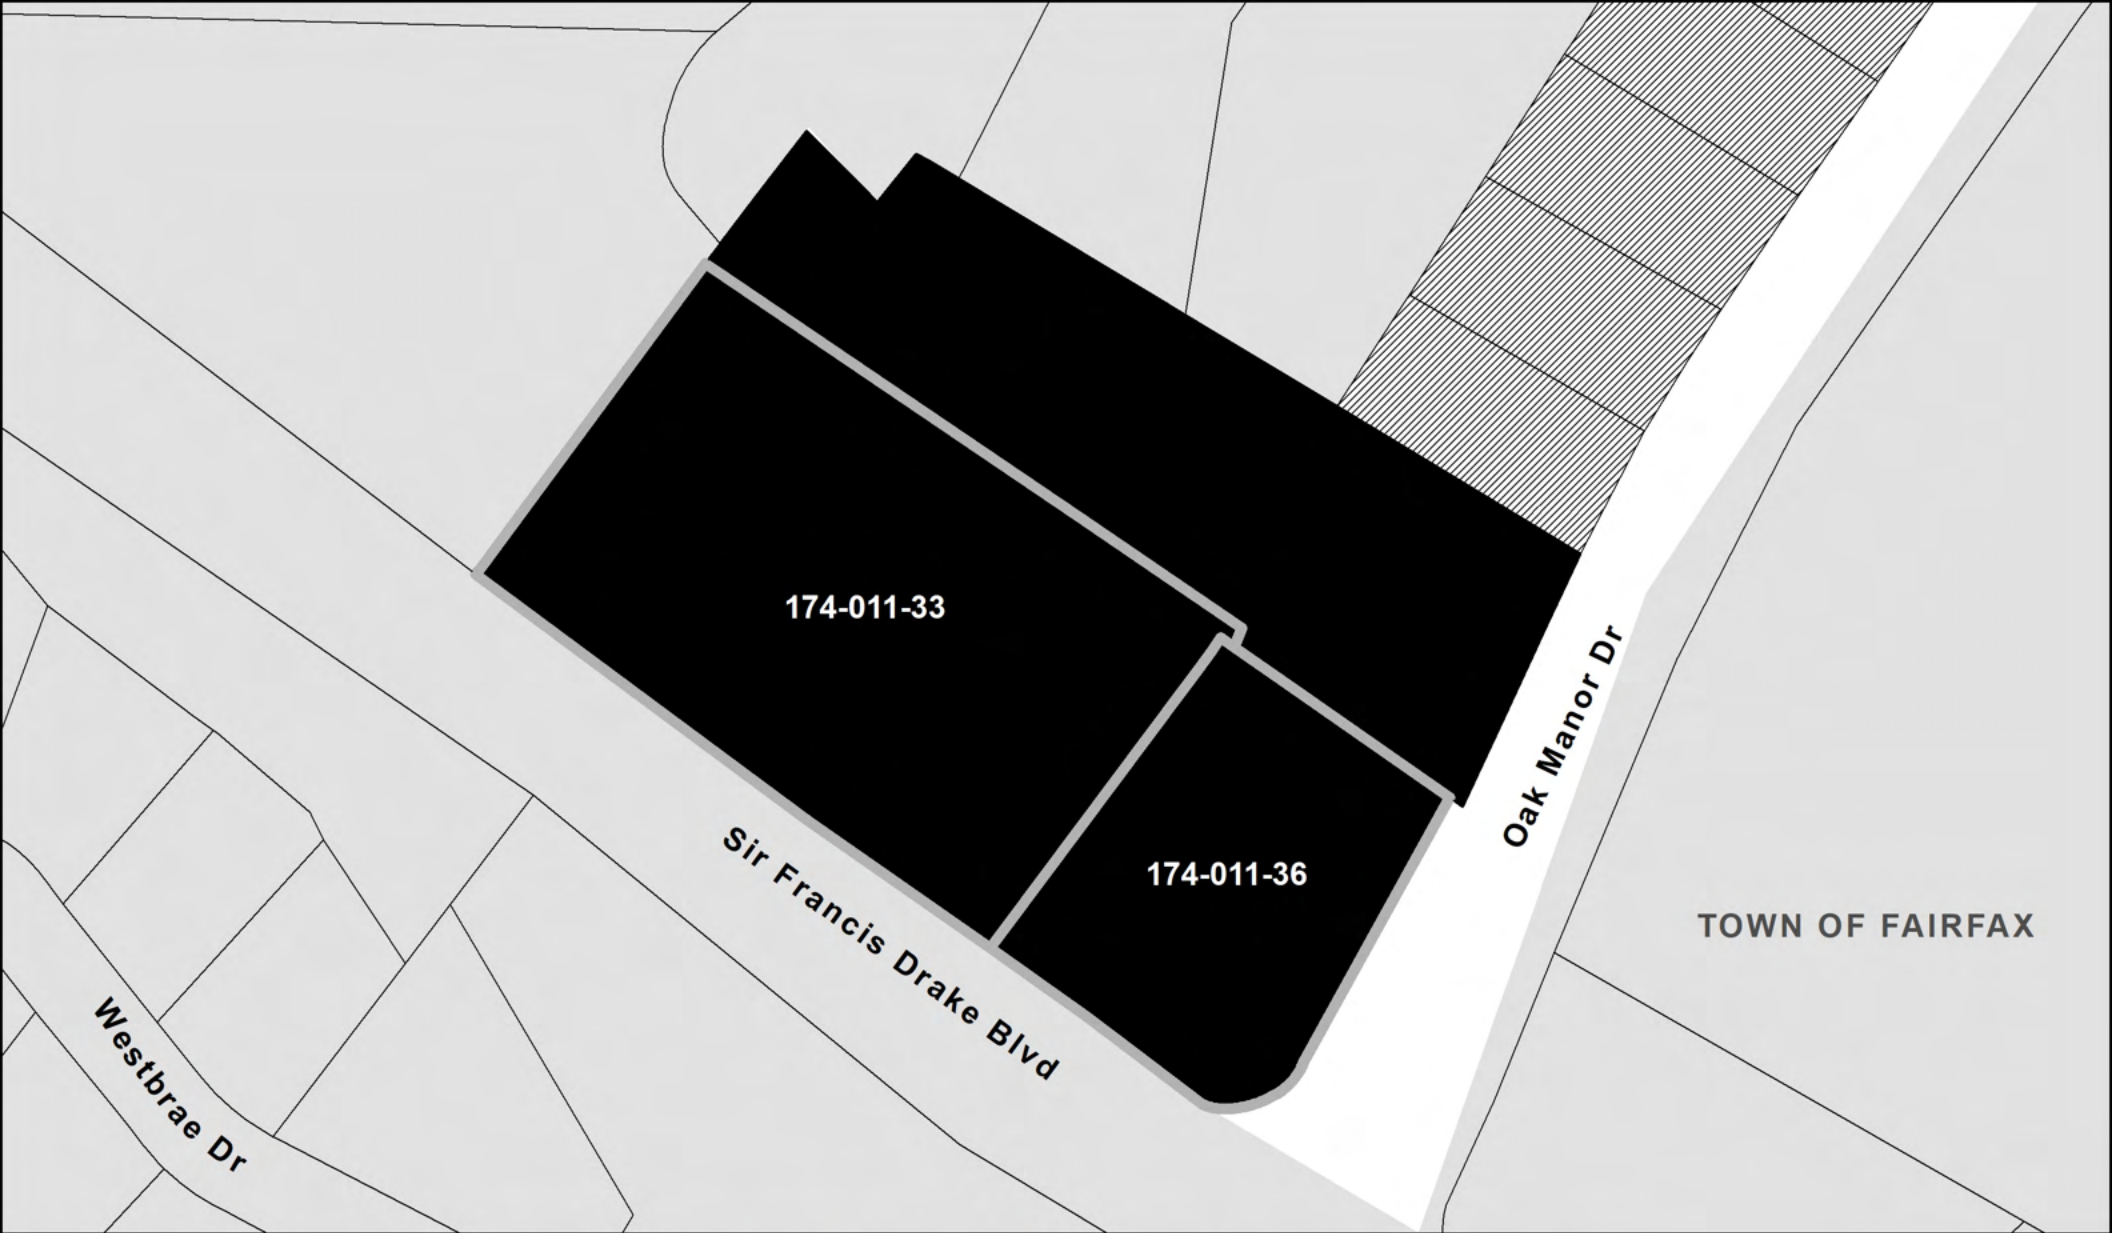 174-011-33
Oak Manor Dr
174-011-36
Sir Francis Drake Blvd
TOWN OF FAIRFAX
Westbrae Dr